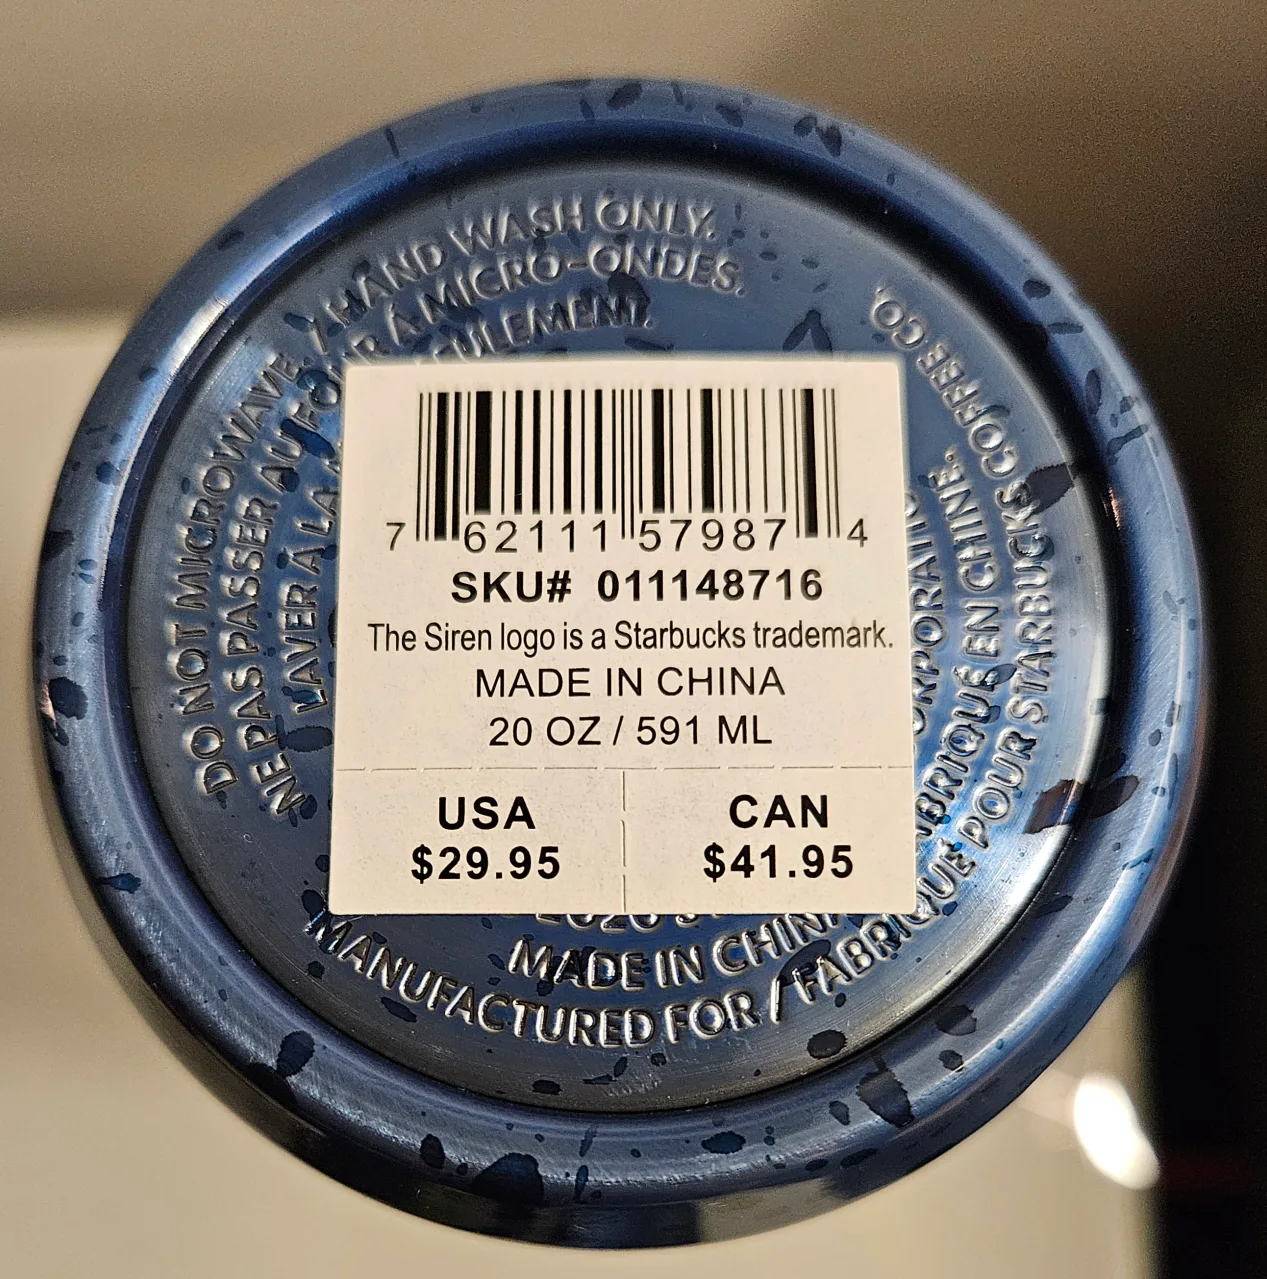 DO NOT MICROWAVE. / HAND WASH ONLY.
NE PASSER AU FOUR À MICRO-ONDES.
LAVER À LA
7 62111 57987 4
SKU# 011148716
The Siren logo is a Starbucks trademark.
MADE IN CHINA
20 OZ / 591 ML
USA
$29.95
CAN
$41.95
MADE IN CHINA FABRIQUÉ EN CHINE.
MANUFACTURED FOR / FABRIQUÉ POUR STARBUCKS COFFEE CO.